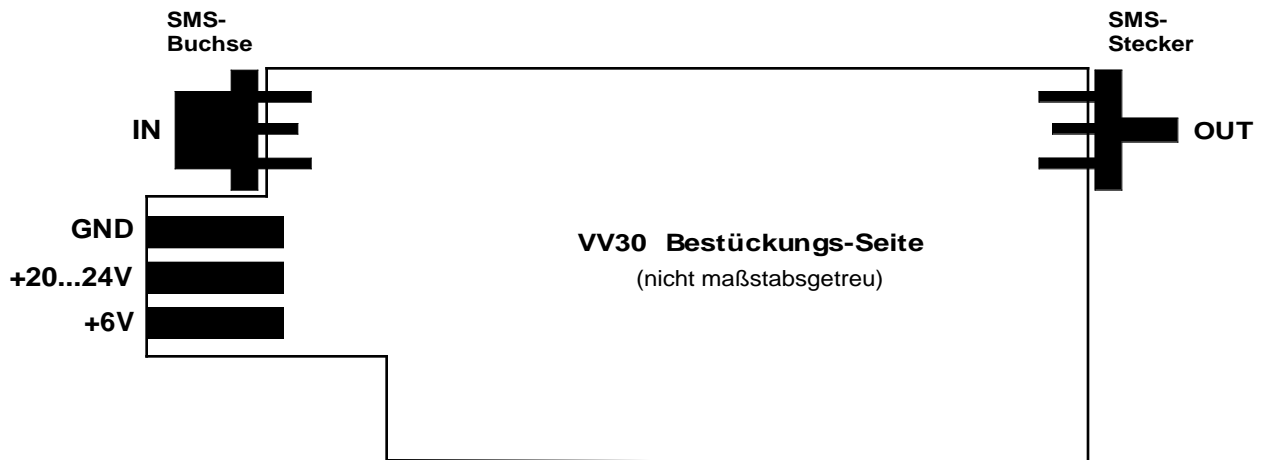 SMS-
Buchse
SMS-
Stecker
IN
OUT
GND
+20...24V
+6V
VV30 Bestückungs-Seite
(nicht maßstabsgetreu)